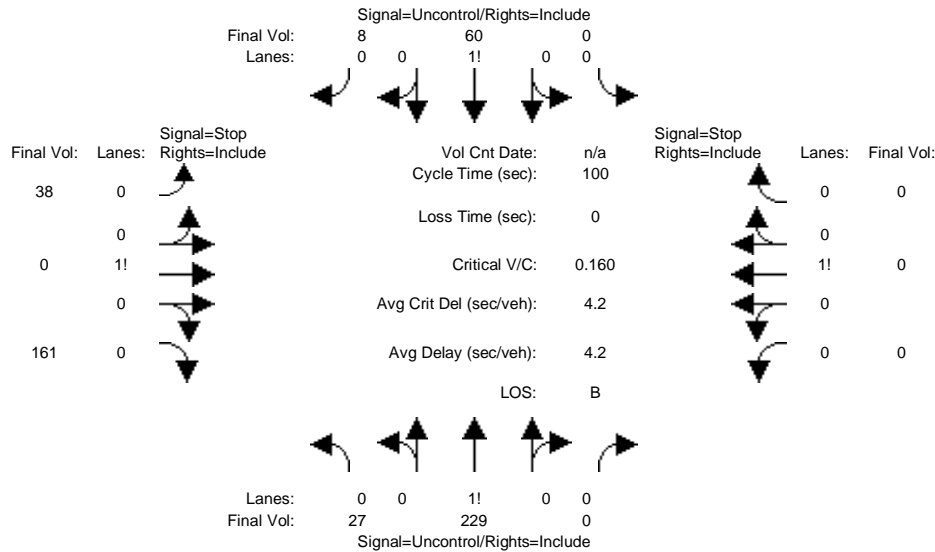 Signal=Uncontrol/Rights=Include
Final Vol: 8 60 0
Lanes: 0 0 1! 0 0
Signal=Stop Signal=Stop
Final Vol: Lanes: Rights=Include Vol Cnt Date: n/a Rights=Include Lanes: Final Vol:
Cycle Time (sec): 100
38 0 0 0
Loss Time (sec): 0
0 0
0 1! Critical V/C: 0.160 1! 0
0 Avg Crit Del (sec/veh): 4.2 0
161 0 Avg Delay (sec/veh): 4.2 0 0
LOS: B
Lanes: 0 0 1! 0 0
Final Vol: 27 229 0
Signal=Uncontrol/Rights=Include